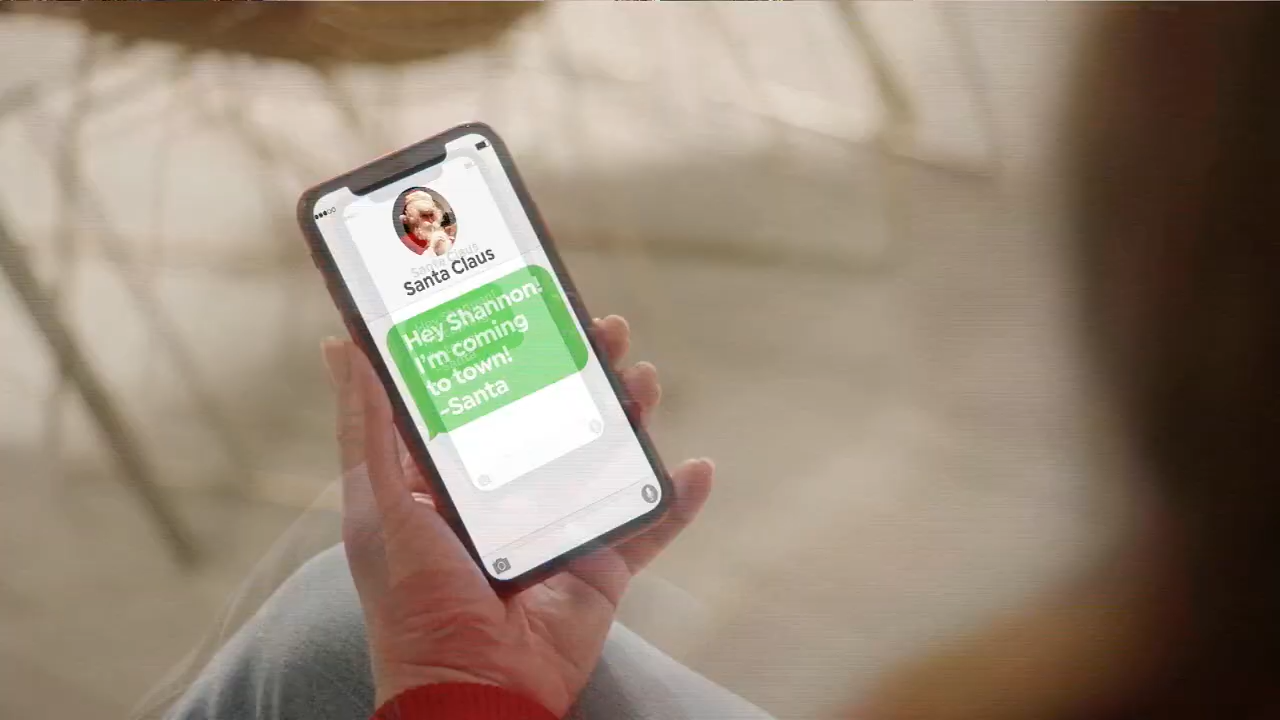 Santa Claus
Hey Shannon!
I'm coming
to town!
-Santa